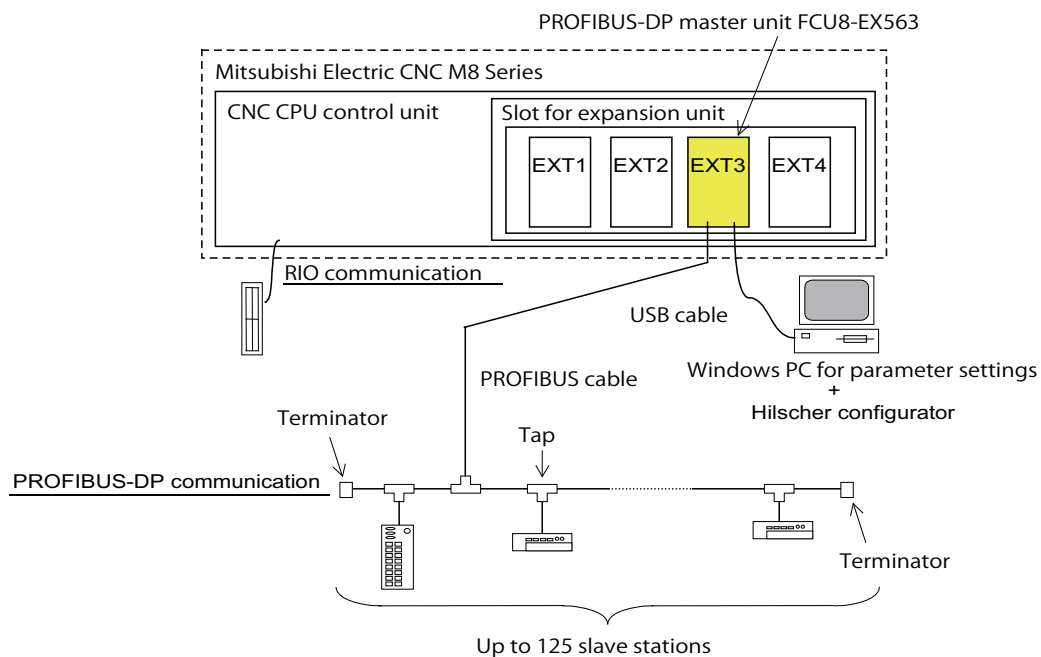 PROFIBUS-DP master unit FCU8-EX563
Mitsubishi Electric CNC M8 Series
CNC CPU control unit
Slot for expansion unit
EXT1
EXT2
EXT3
EXT4
RIO communication
USB cable
PROFIBUS cable
Windows PC for parameter settings
+
Hilscher configurator
Terminator
Tap
PROFIBUS-DP communication
Terminator
Up to 125 slave stations